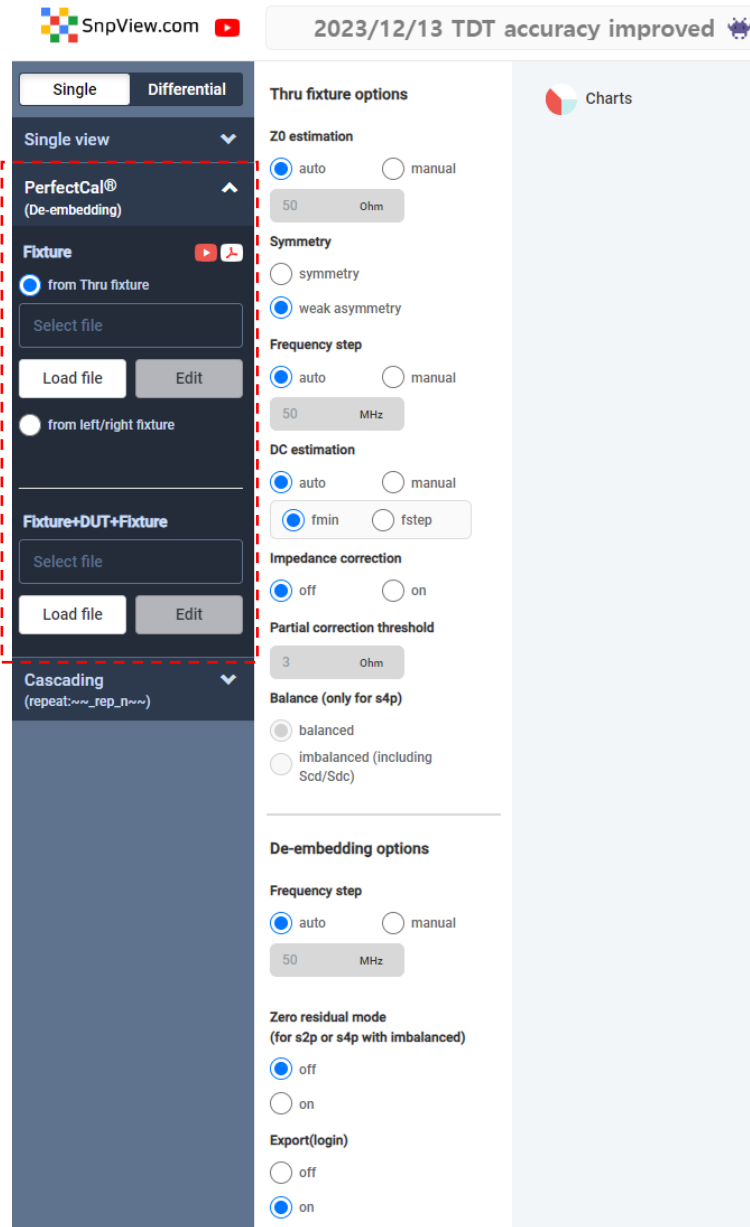 SnpView.com
2023/12/13 TDT accuracy improved
Single
Differential
Single view
PerfectCal®
(De-embedding)
Fixture
from Thru fixture
Select file
Load file
Edit
from left/right fixture
Fixture+DUT+Fixture
Select file
Load file
Edit
Cascading
(repeat:~~_rep_n~~)
Thru fixture options
Z0 estimation
auto
manual
50 Ohm
Symmetry
symmetry
weak asymmetry
Frequency step
auto
manual
50 MHz
DC estimation
auto
manual
fmin
fstep
Impedance correction
off
on
Partial correction threshold
3 Ohm
Balance (only for s4p)
balanced
imbalanced (including
Scd/Sdc)
De-embedding options
Frequency step
auto
manual
50 MHz
Zero residual mode
(for s2p or s4p with imbalanced)
off
on
Export(login)
off
on
Charts